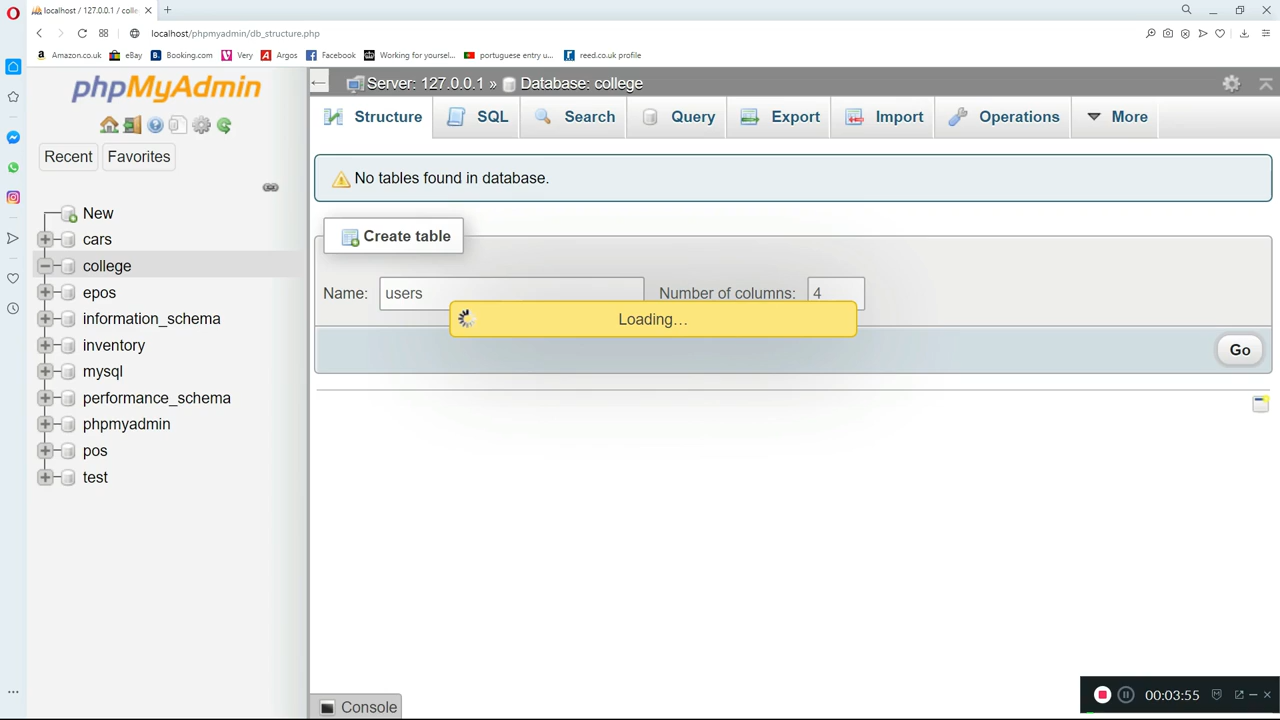 localhost / 127.0.0.1 / colle
localhost/phpmyadmin/db_structure.php
Amazon.co.uk eBay Booking.com Very Argos Facebook Working for yoursel... portuguese entry u... reed.co.uk profile
phpMyAdmin
Recent Favorites
New
cars
college
epos
information_schema
inventory
mysql
performance_schema
phpmyadmin
pos
test
Server: 127.0.0.1 » Database: college
Structure SQL Search Query Export Import Operations More
No tables found in database.
Create table
Name: users Number of columns: 4
Loading...
Go
Console
00:03:55